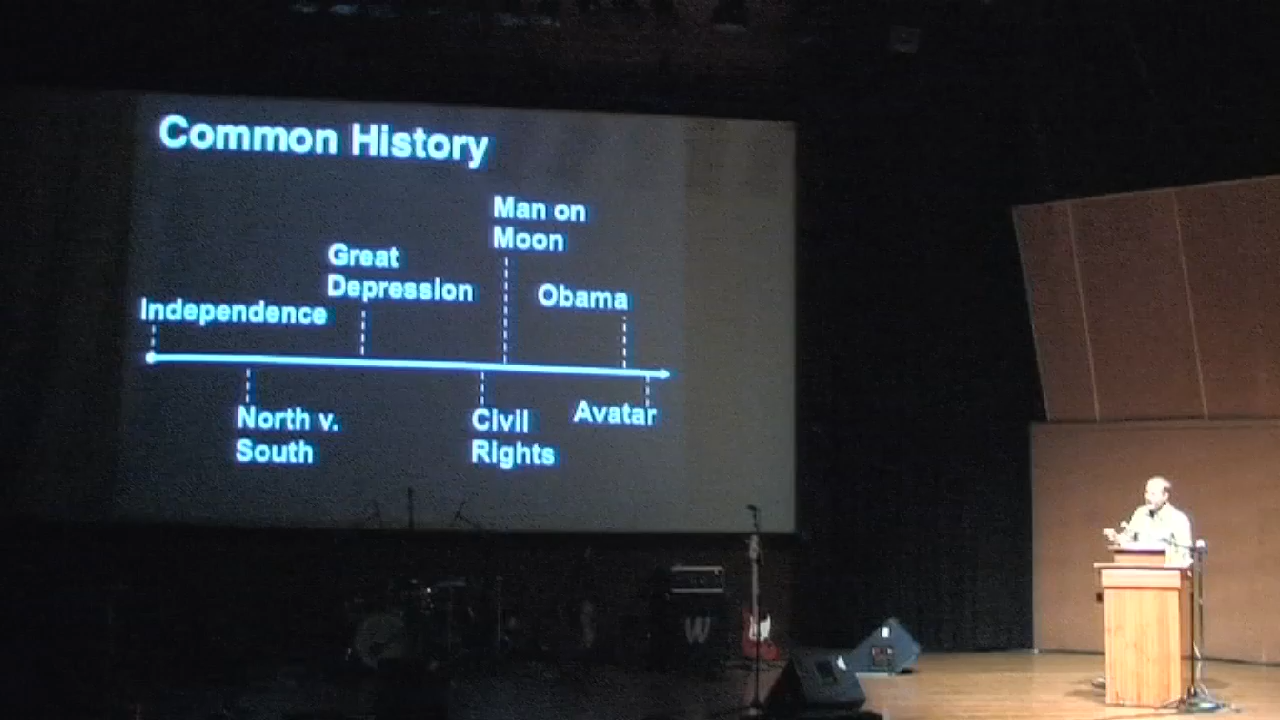 Common History
Man on
Moon
Great
Depression
Obama
Independence
North v.
South
Civil
Rights
Avatar
W